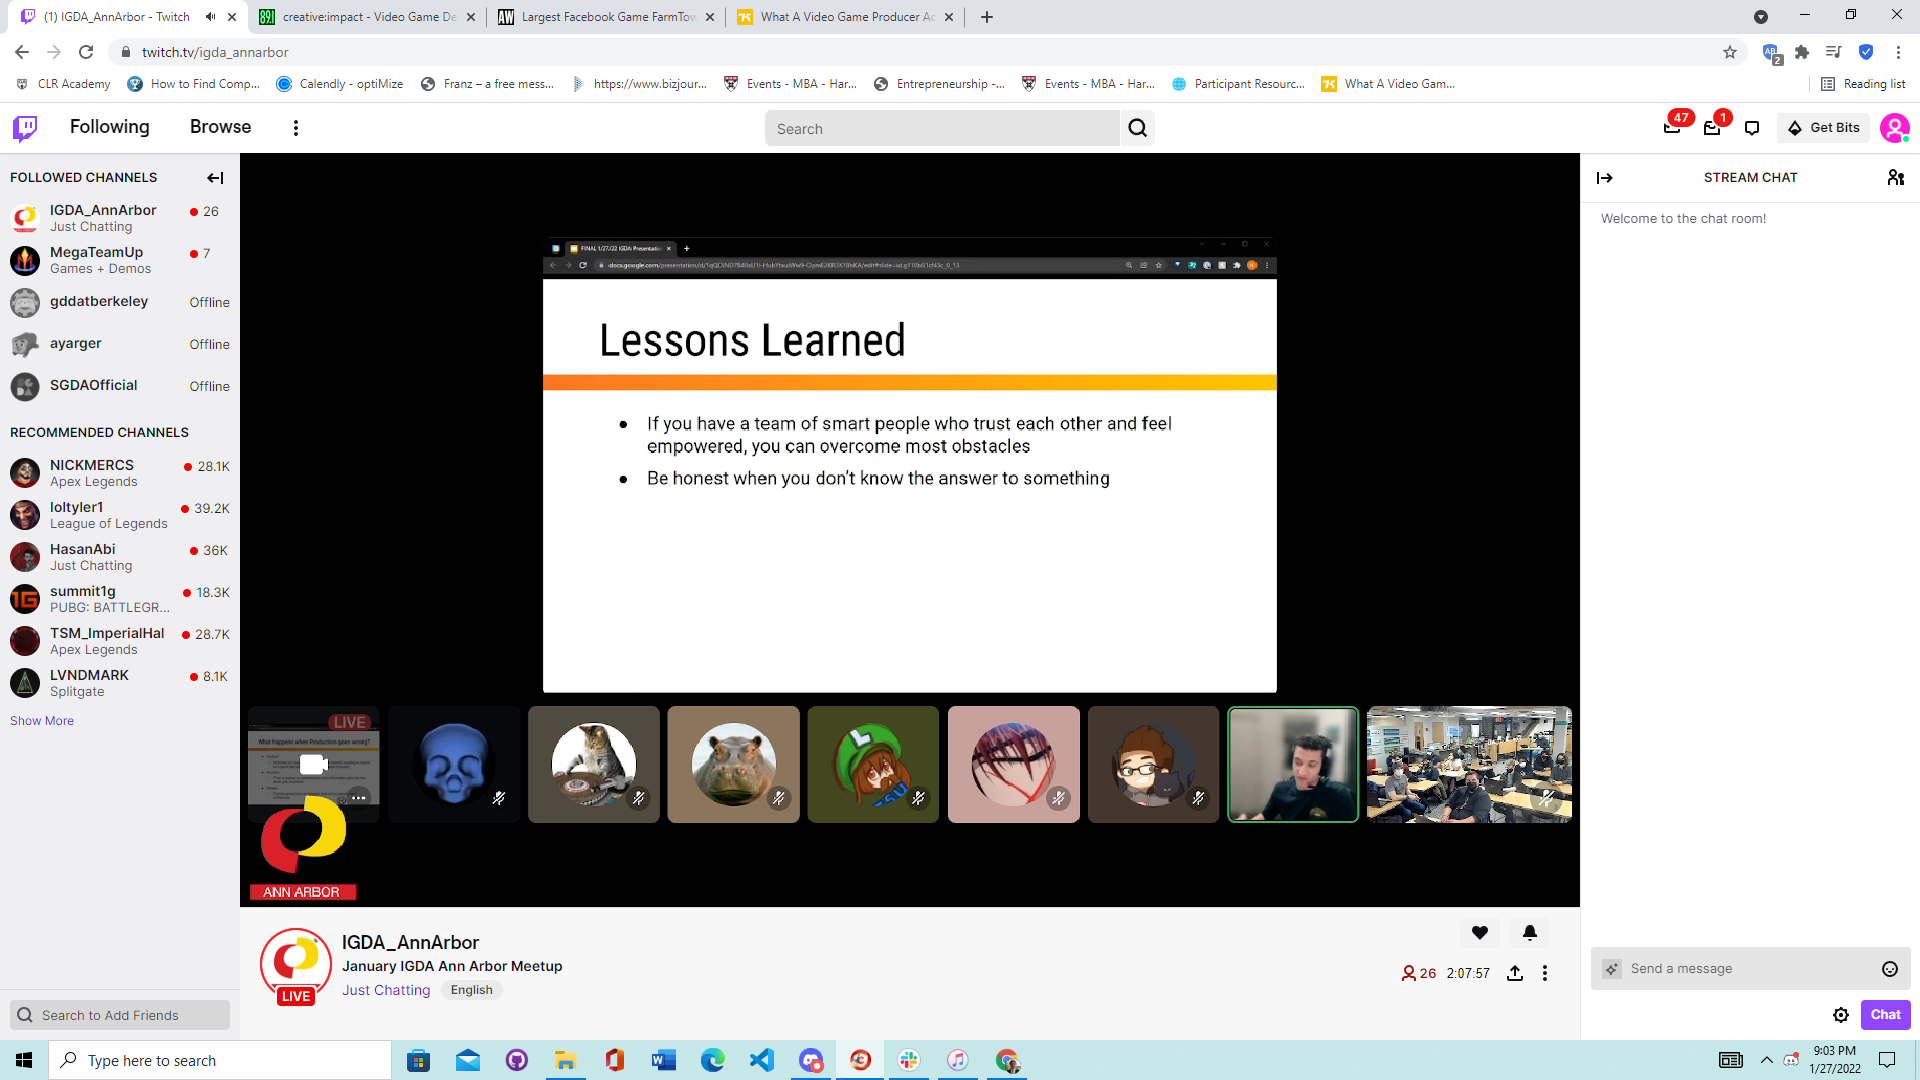 (1) IGDA_AnnArbor - Twitch
creative:impact - Video Game De
Largest Facebook Game FarmTow
What A Video Game Producer Ac
twitch.tv/igda_annarbor
2
CLR Academy
How to Find Comp...
Calendly - optiMize
Franz – a free mess...
https://www.bizjour...
Events - MBA - Har...
Entrepreneurship -...
Events - MBA - Har...
Participant Resourc...
What A Video Gam...
Reading list
Following
Browse
Search
47
1
Get Bits
FOLLOWED CHANNELS
IGDA_AnnArbor
26
Just Chatting
MegaTeamUp
7
Games + Demos
gddatberkeley
Offline
ayarger
Offline
SGDAOfficial
Offline
RECOMMENDED CHANNELS
NICKMERCS
28.1K
Apex Legends
loltyler1
39.2K
League of Legends
HasanAbi
36K
Just Chatting
summit1g
18.3K
PUBG: BATTLEGR...
TSM_ImperialHal
28.7K
Apex Legends
LVNDMARK
8.1K
Splitgate
Show More
Search to Add Friends
FINAL 1/27/22 IGDA Presentatio
Lessons Learned
If you have a team of smart people who trust each other and feel
empowered, you can overcome most obstacles
Be honest when you don't know the answer to something
LIVE
What happens when Production goes wrong?
ANN ARBOR
LIVE
IGDA_AnnArbor
January IGDA Ann Arbor Meetup
Just Chatting
English
26
2:07:57
STREAM CHAT
Welcome to the chat room!
Send a message
Chat
Type here to search
9:03 PM
1/27/2022